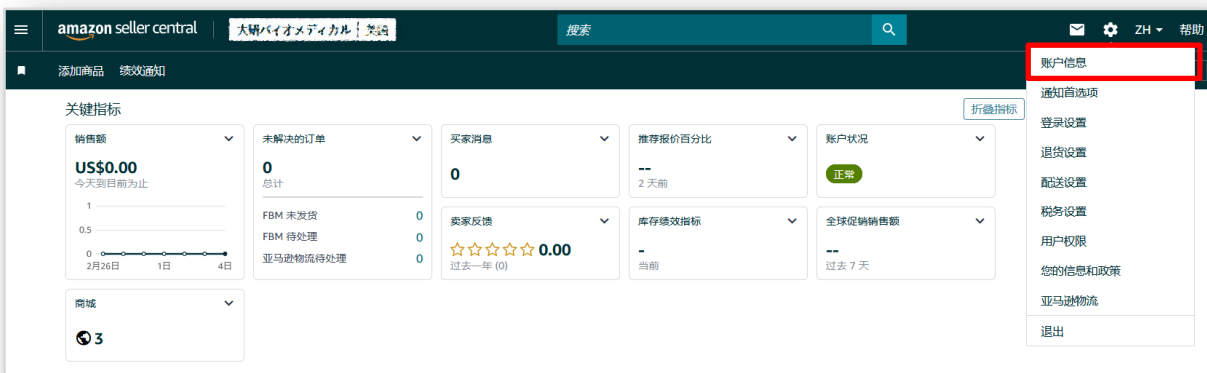 amazon seller central
大研バイオメディカル 美国
搜索
ZH
帮助
添加商品 绩效通知
账户信息
通知首选项
登录设置
退货设置
配送设置
税务设置
用户权限
您的信息和政策
亚马逊物流
退出
关键指标
折叠指标
销售额
US$0.00
今天到目前为止
1
0.5
0
2月26日 1日 4日
未解决的订单
0
总计
FBM 未发货 0
FBM 待处理 0
亚马逊物流待处理 0
买家消息
0
推荐报价百分比
--
2 天前
账户状况
正常
卖家反馈
0.00
过去一年 (0)
库存绩效指标
-
当前
全球促销销售额
--
过去 7 天
商城
3